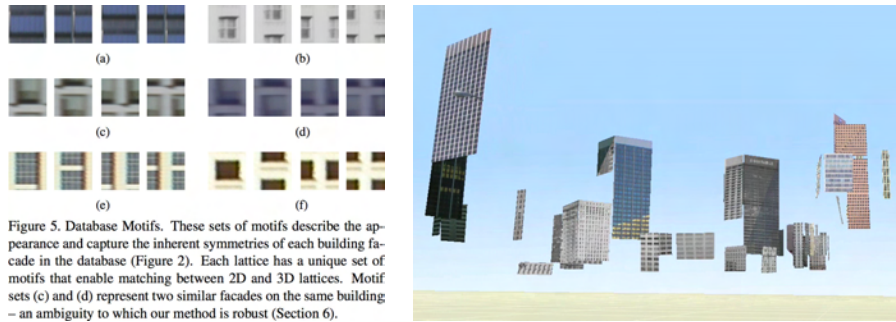 (a)
(b)
(c)
(d)
(e)
(f)
Figure 5. Database Motifs. These sets of motifs describe the ap-
pearance and capture the inherent symmetries of each building fa-
cade in the database (Figure 2). Each lattice has a unique set of
motifs that enable matching between 2D and 3D lattices. Motif
sets (c) and (d) represent two similar facades on the same building
– an ambiguity to which our method is robust (Section 6).